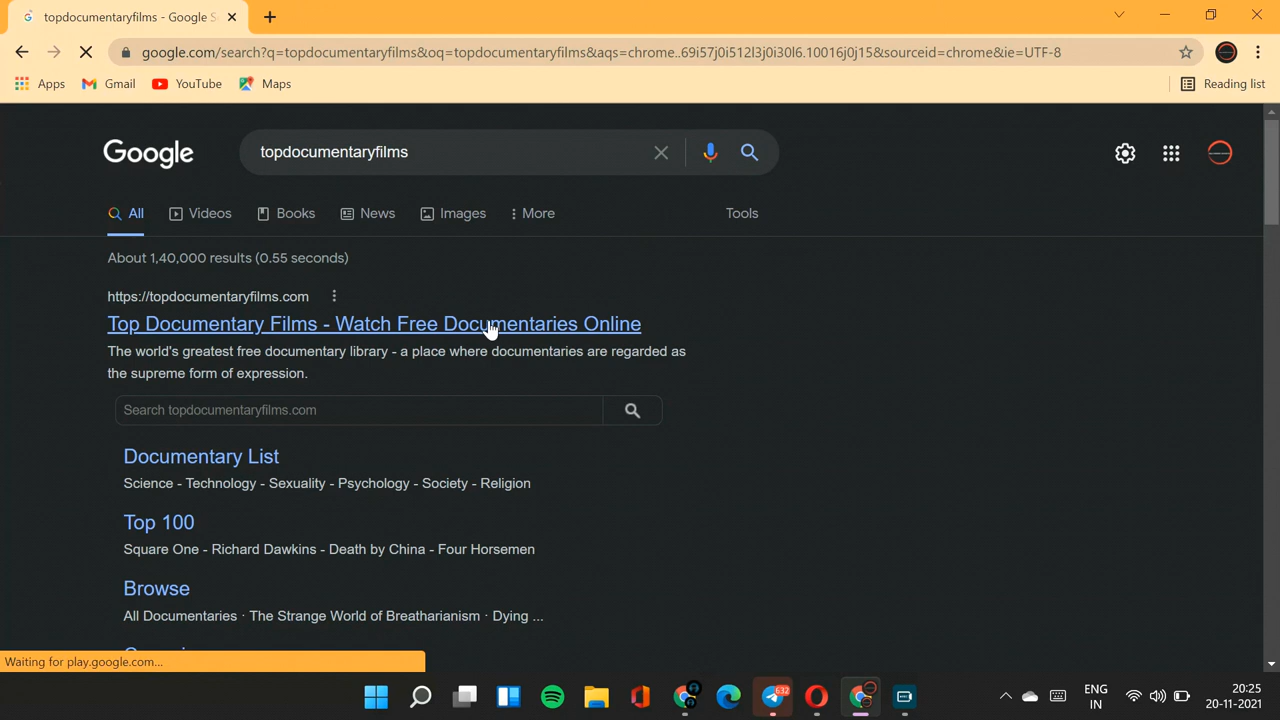 topdocumentaryfilms - Google S
google.com/search?q=topdocumentaryfilms&oq=topdocumentaryfilms&aqs=chrome..69i57j0i512l3j0i30l6.10016j0j15&sourceid=chrome&ie=UTF-8
Apps Gmail YouTube Maps Reading list
Google topdocumentaryfilms
All Videos Books News Images More Tools
About 1,40,000 results (0.55 seconds)
https://topdocumentaryfilms.com
Top Documentary Films - Watch Free Documentaries Online
The world's greatest free documentary library - a place where documentaries are regarded as
the supreme form of expression.
Search topdocumentaryfilms.com
Documentary List
Science - Technology - Sexuality - Psychology - Society - Religion
Top 100
Square One - Richard Dawkins - Death by China - Four Horsemen
Browse
All Documentaries · The Strange World of Breatharianism · Dying ...
Waiting for play.google.com...
632
ENG
IN
20:25
20-11-2021